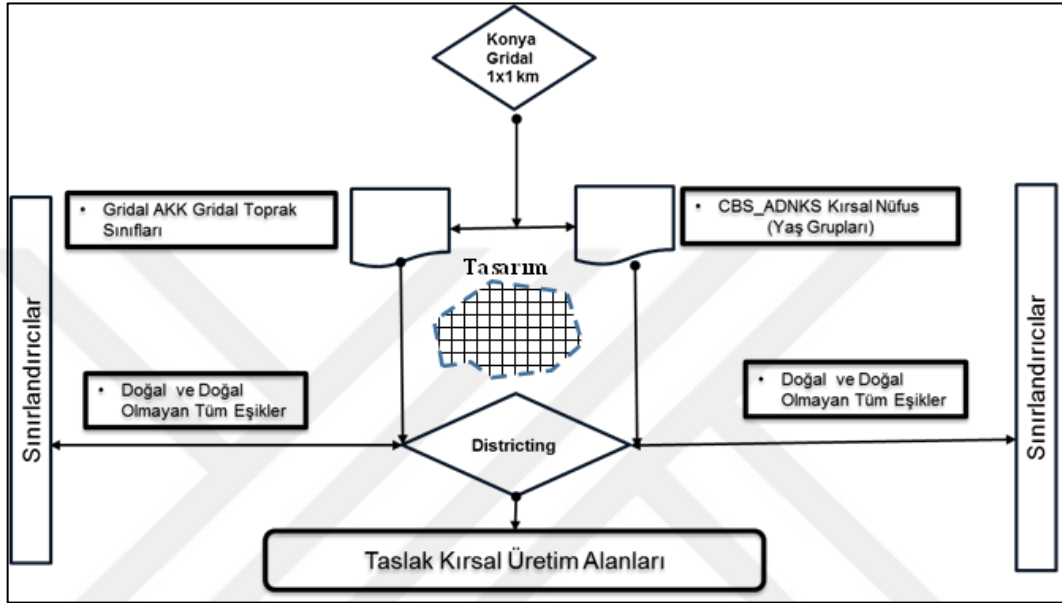 Konya
Gridal
1x1 km
Gridal AKK Gridal Toprak
Sınıfları
CBS_ADNKS Kırsal Nüfus
(Yaş Grupları)
Tasarım
Sınırlandırıcılar
Sınırlandırıcılar
Doğal ve Doğal
Olmayan Tüm Eşikler
Doğal ve Doğal
Olmayan Tüm Eşikler
Districting
Taslak Kırsal Üretim Alanları